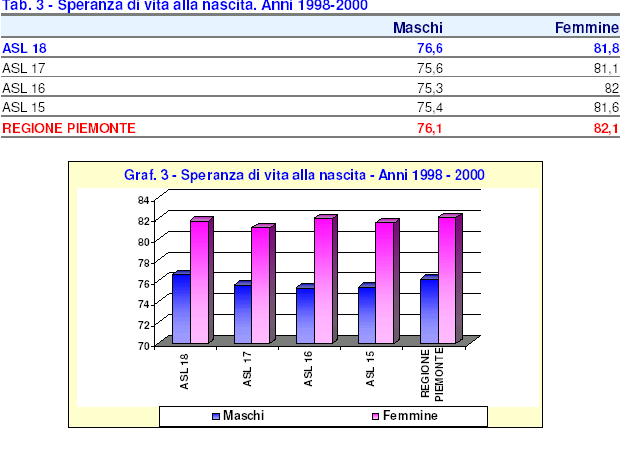 Tab. 3 - Speranza di vita alla nascita. Anni 1998-2000
Maschi Femmine
ASL 18 76,6 81,8
ASL 17 75,6 81,1
ASL 16 75,3 82
ASL 15 75,4 81,6
REGIONE PIEMONTE 76,1 82,1
Graf. 3 - Speranza di vita alla nascita - Anni 1998 - 2000
84
82
80
78
76
74
72
70
ASL 18
ASL 17
ASL 16
ASL 15
REGIONE
PIEMONTE
Maschi Femmine